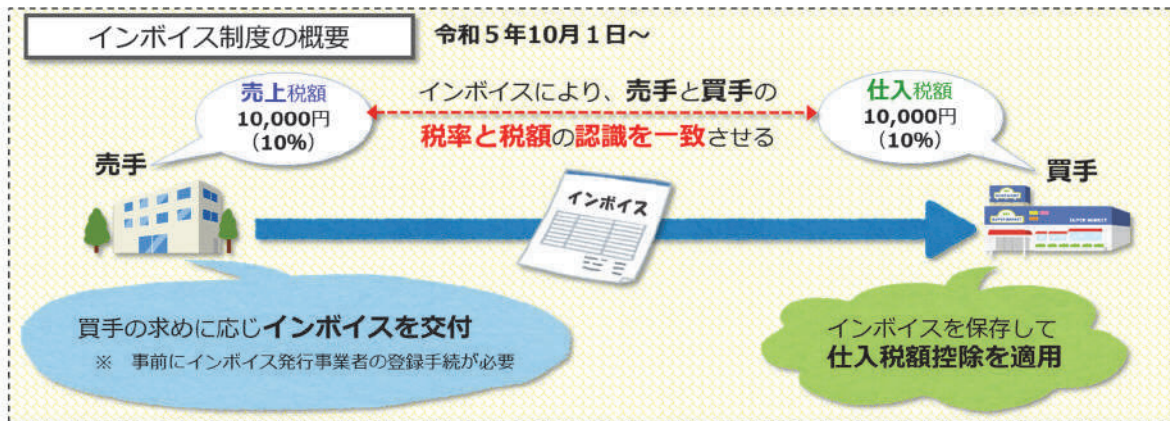 インボイス制度の概要
令和5年10月1日~
売上税額
10,000円
(10%)
インボイスにより、売手と買手の
税率と税額の認識を一致させる
仕入税額
10,000円
(10%)
売手
買手
インボイス
SUPER MARKET
買手の求めに応じインボイスを交付
※ 事前にインボイス発行事業者の登録手続が必要
インボイスを保存して
仕入税額控除を適用